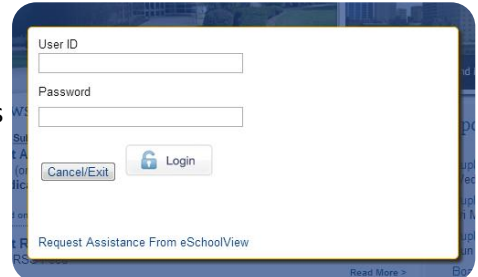 User ID
Password
Login
Cancel/Exit
Request Assistance From eSchoolView
Read More >